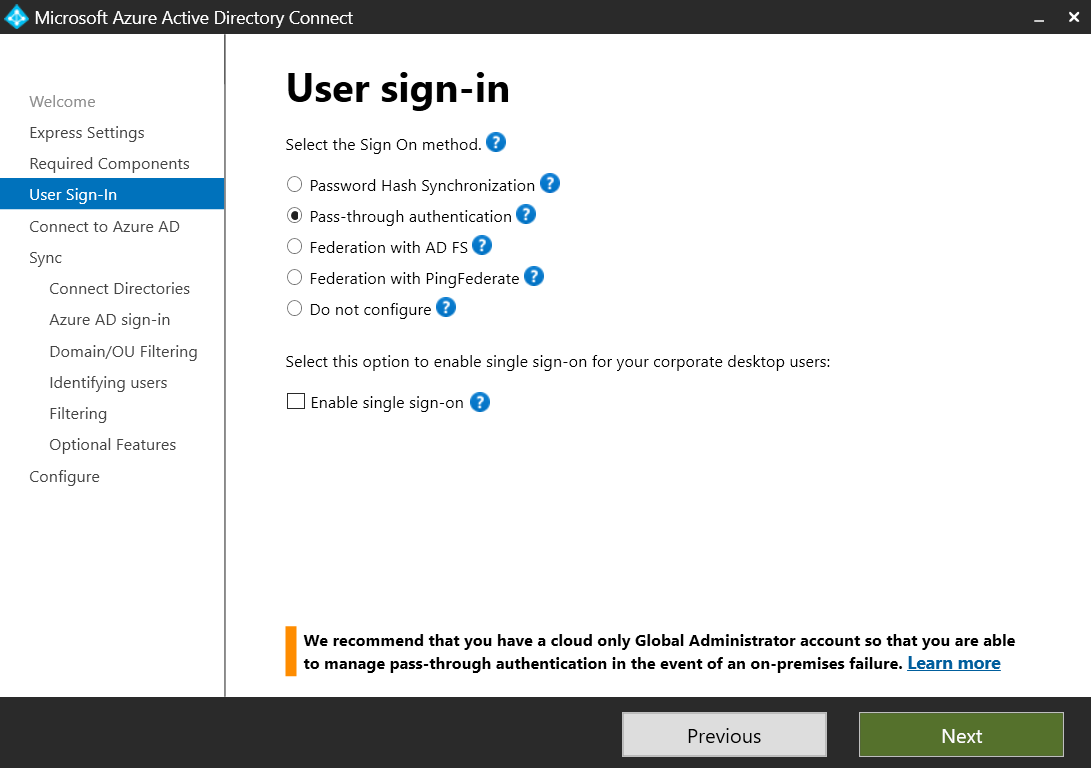 Microsoft Azure Active Directory Connect
Welcome
Express Settings
Required Components
User Sign-In
Connect to Azure AD
Sync
Connect Directories
Azure AD sign-in
Domain/OU Filtering
Identifying users
Filtering
Optional Features
Configure
User sign-in
Select the Sign On method. ?
Password Hash Synchronization ?
Pass-through authentication ?
Federation with AD FS ?
Federation with PingFederate ?
Do not configure ?
Select this option to enable single sign-on for your corporate desktop users:
Enable single sign-on ?
We recommend that you have a cloud only Global Administrator account so that you are able
to manage pass-through authentication in the event of an on-premises failure. Learn more
Previous
Next